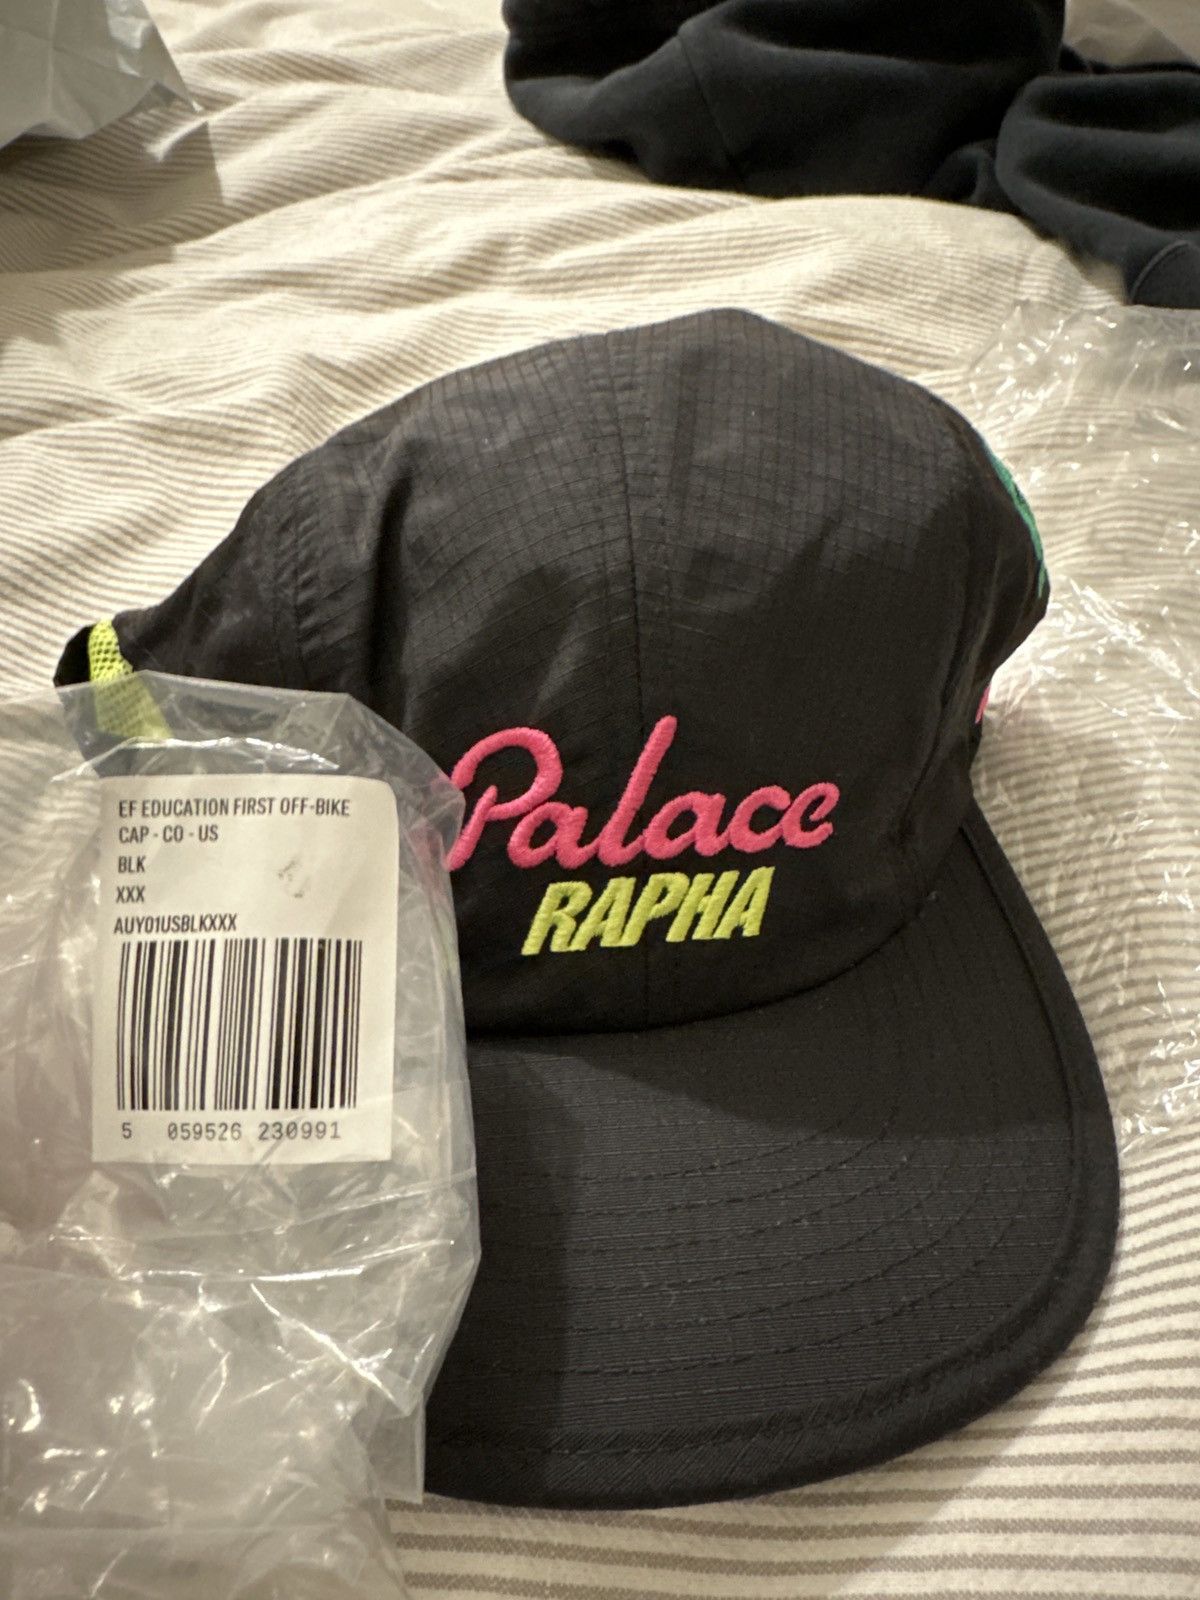 Palace
RAPHA
EF EDUCATION FIRST OFF-BIKE
CAP - CO - US
BLK
XXX
AUY01USBLKXXX
5 059526 230991